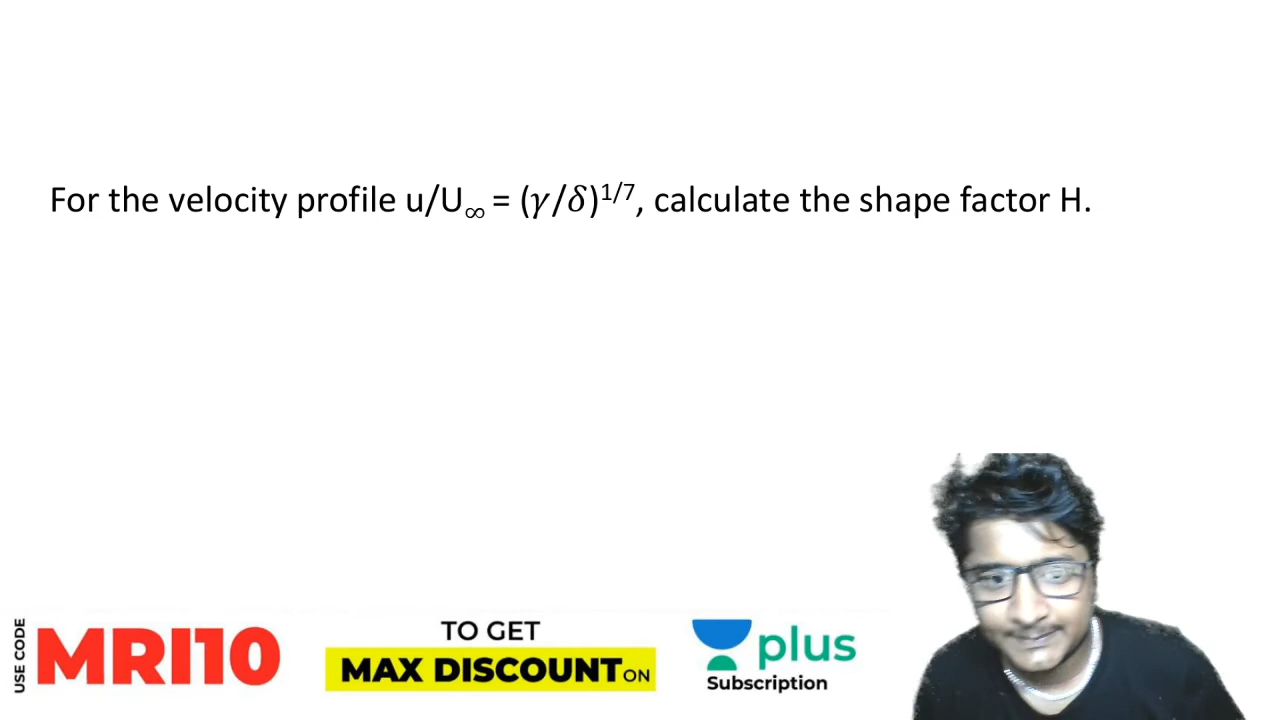 For the velocity profile u/U∞ = (𝛾/𝛿)1/7, calculate the shape factor H.
USE CODE
MRI10
TO GET
MAX DISCOUNT ON
plus
Subscription